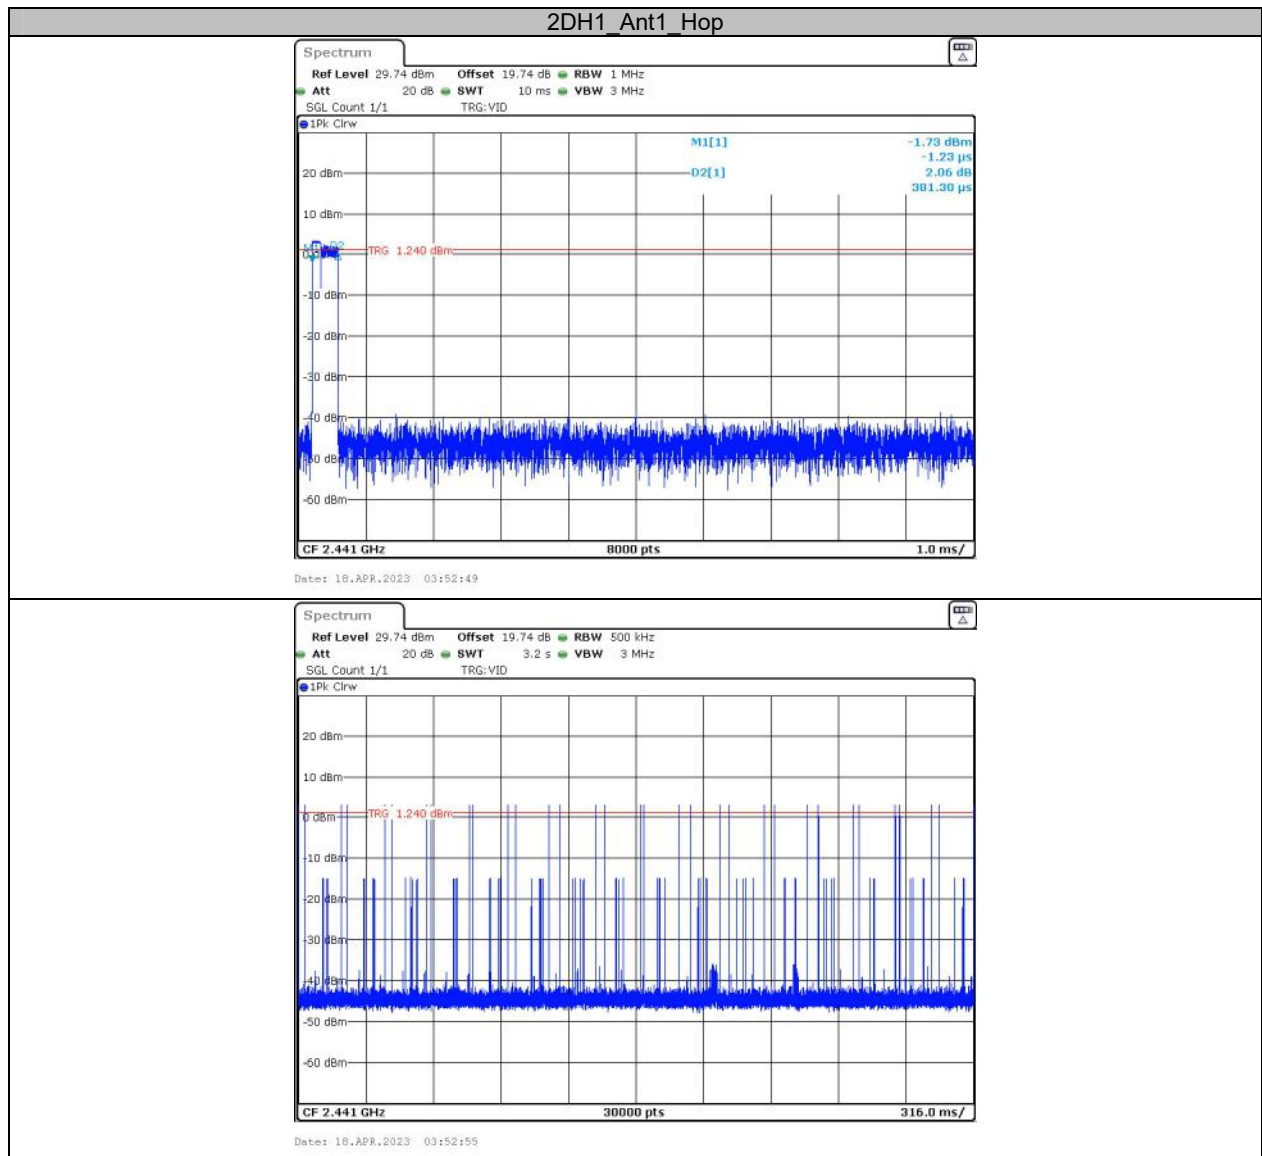 2DH1_Ant1_Hop
Spectrum
Ref Level 29.74 dBm Offset 19.74 dB RBW 1 MHz
Att 20 dB SWT 10 ms VBW 3 MHz
SGL Count 1/1 TRG:VID
1Pk Clrw
M1[1] -1.73 dBm
-1.23 µs
D2[1] 2.06 dB
381.30 µs
20 dBm
10 dBm
D2
TRG 1.240 dBm
-10 dBm
-20 dBm
-30 dBm
-40 dBm
-50 dBm
-60 dBm
CF 2.441 GHz 8000 pts 1.0 ms/
Date: 18.APR.2023 03:52:49
Spectrum
Ref Level 29.74 dBm Offset 19.74 dB RBW 500 kHz
Att 20 dB SWT 3.2 s VBW 3 MHz
SGL Count 1/1 TRG:VID
1Pk Clrw
20 dBm
10 dBm
TRG 1.240 dBm
0 dBm
-10 dBm
-20 dBm
-30 dBm
-40 dBm
-50 dBm
-60 dBm
CF 2.441 GHz 30000 pts 316.0 ms/
Date: 18.APR.2023 03:52:55